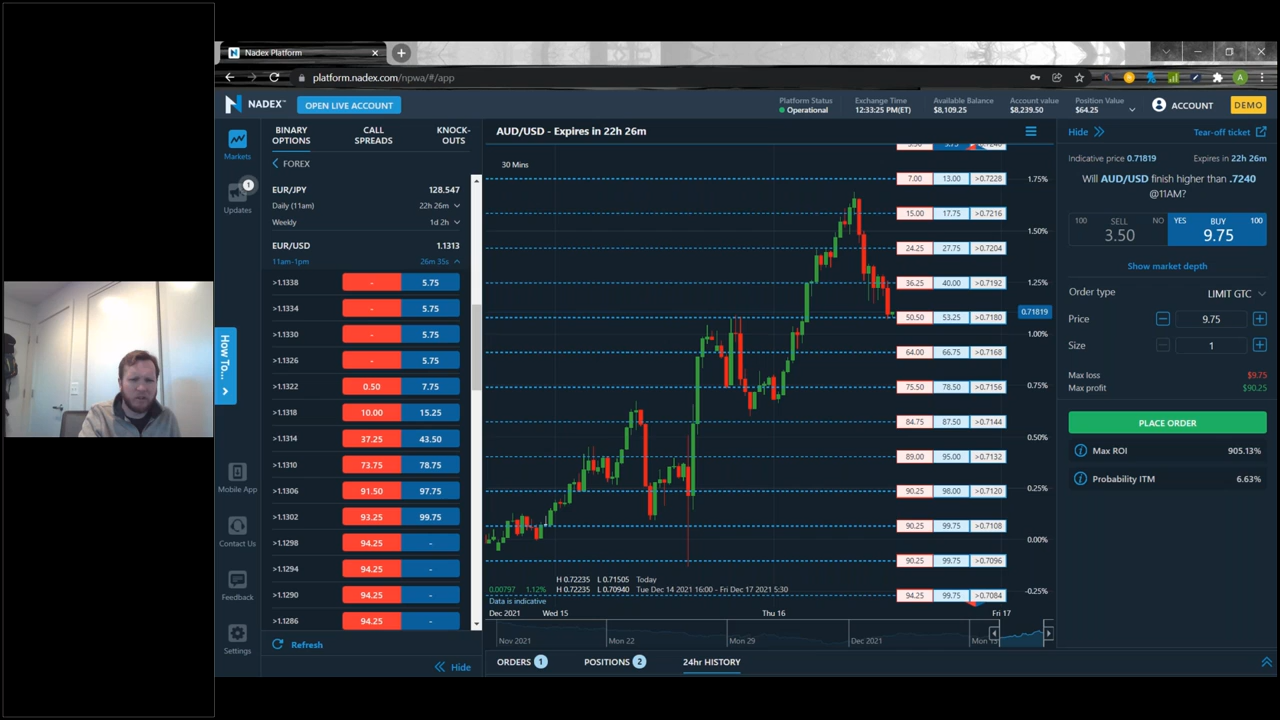 Nadex Platform
platform.nadex.com/npwa/#/app
A
NADEX™
OPEN LIVE ACCOUNT
Platform Status
Operational
Exchange Time
12:33:25 PM(ET)
Available Balance
$8,109.25
Account value
$8,239.50
Position Value
$64.25
ACCOUNT
DEMO
Markets
1
Updates
How To...
Mobile App
Contact Us
Feedback
Settings
BINARY OPTIONS
CALL SPREADS
KNOCK-OUTS
FOREX
EUR/JPY 128.547
Daily (11am) 22h 26m
Weekly 1d 2h
EUR/USD 1.1313
11am-1pm 26m 35s
>1.1338 - 5.75
>1.1334 - 5.75
>1.1330 - 5.75
>1.1326 - 5.75
>1.1322 0.50 7.75
>1.1318 10.00 15.25
>1.1314 37.25 43.50
>1.1310 73.75 78.75
>1.1306 91.50 97.75
>1.1302 93.25 99.75
>1.1298 94.25 -
>1.1294 94.25 -
>1.1290 94.25 -
>1.1286 94.25 -
Refresh
Hide
AUD/USD - Expires in 22h 26m
30 Mins
7.00 13.00 >0.7228 1.75%
15.00 17.75 >0.7216 1.50%
24.25 27.75 >0.7204
36.25 40.00 >0.7192 1.25%
0.71819
50.50 53.25 >0.7180 1.00%
64.00 66.75 >0.7168
75.50 78.50 >0.7156 0.75%
84.75 87.50 >0.7144 0.50%
89.00 95.00 >0.7132
90.25 98.00 >0.7120 0.25%
90.25 99.75 >0.7108 0.00%
90.25 99.75 >0.7096
94.25 99.75 >0.7084 -0.25%
H 0.72235 L 0.71505 Today
0.00797 1.12% H 0.72235 L 0.70940 Tue Dec 14 2021 16:00 - Fri Dec 17 2021 5:30
Data is indicative
Dec 2021 Wed 15 Thu 16 Fri 17
Nov 2021 Mon 22 Mon 29 Dec 2021
ORDERS 1
POSITIONS 2
24hr HISTORY
Hide
Tear-off ticket
Indicative price 0.71819 Expires in 22h 26m
Will AUD/USD finish higher than .7240
@11AM?
100 SELL NO
3.50
YES BUY 100
9.75
Show market depth
Order type LIMIT GTC
Price 9.75
Size 1
Max loss $9.75
Max profit $90.25
PLACE ORDER
Max ROI 905.13%
Probability ITM 6.63%